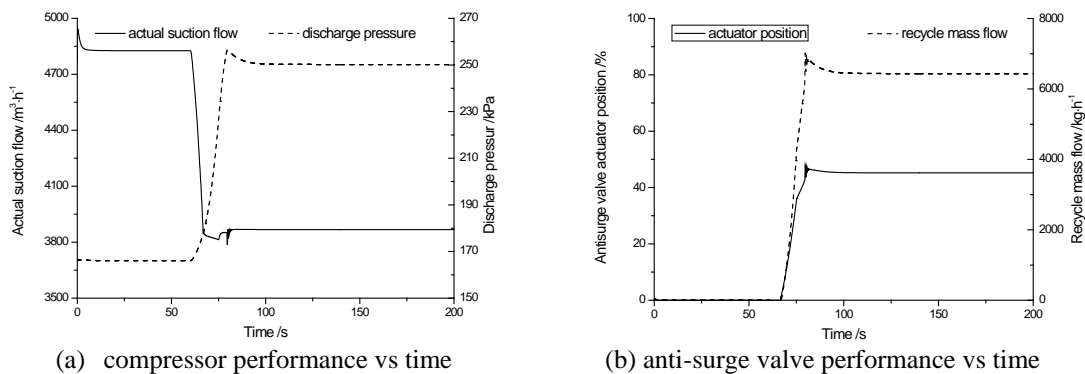 actual suction flow
discharge pressure
5000
4700
4400
4100
3800
3500
270
250
230
210
190
170
150
0
50
100
150
200
Actual suction flow /m³·h⁻¹
Discharge pressur /kPa
Time /s
(a) compressor performance vs time
actuator position
recycle mass flow
100
80
60
40
20
0
8000
6000
4000
2000
0
0
50
100
150
200
Antisurge valve actuator position /%
Recycle mass flow /kg·h⁻¹
Time /s
(b) anti-surge valve performance vs time